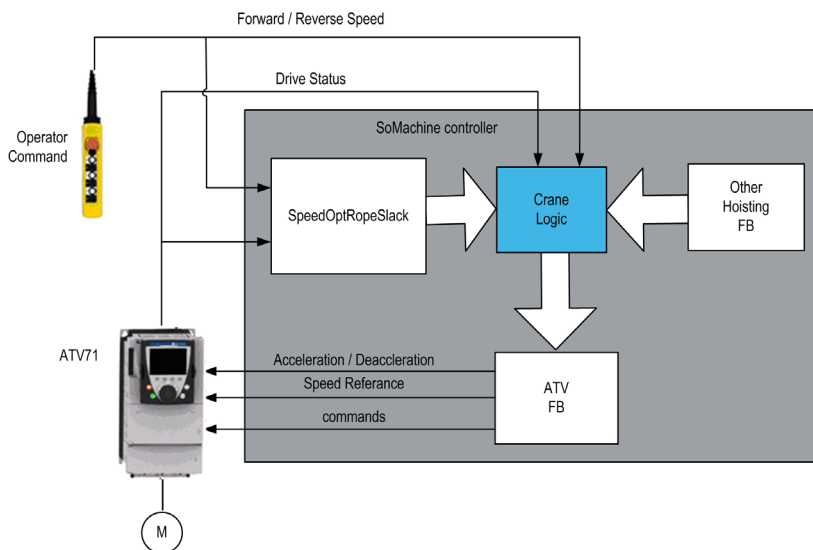 Forward / Reverse Speed
Drive Status
SoMachine controller
Operator
Command
SpeedOptRopeSlack
Crane
Logic
Other
Hoisting
FB
ATV71
Acceleration / Deaccleration
Speed Referance
commands
ATV
FB
M